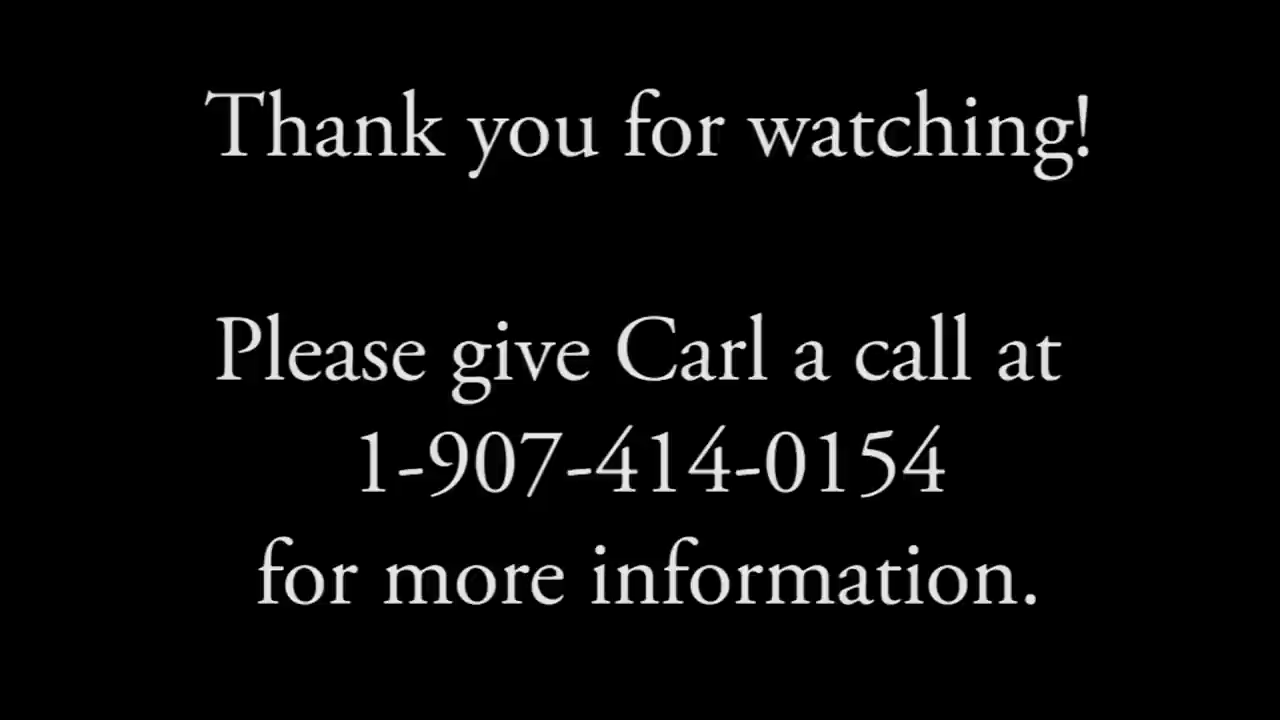 Thank you for watching!
Please give Carl a call at
1-907-414-0154
for more information.